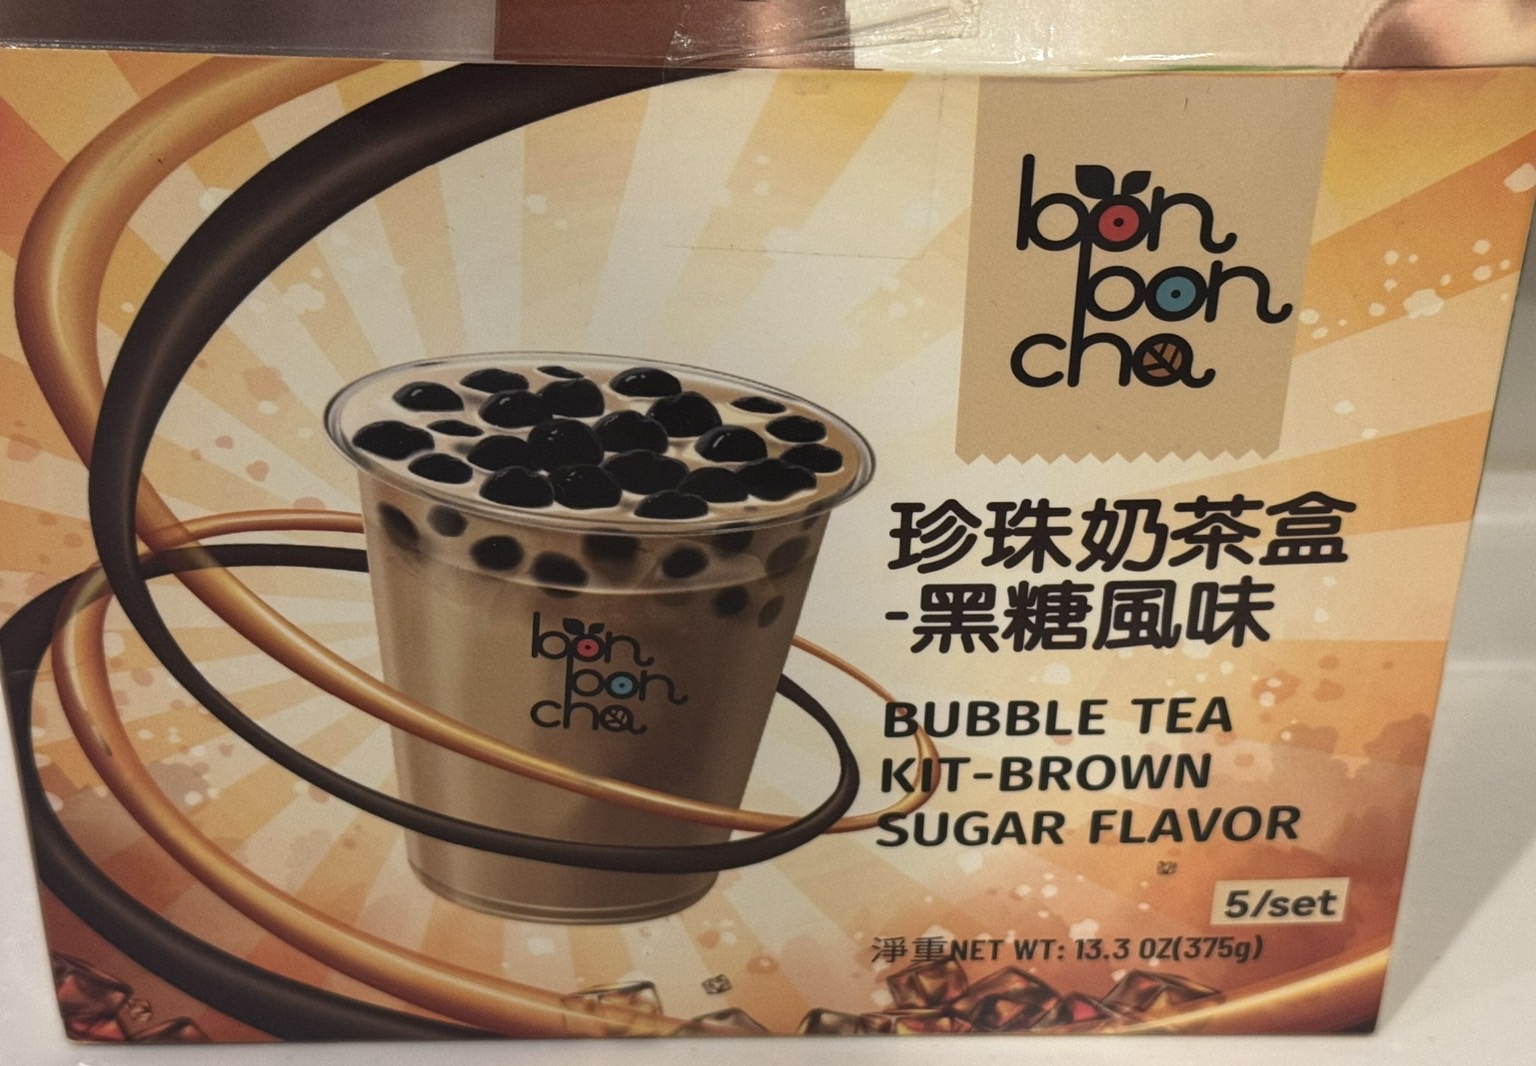 bon
bon
cha
珍珠奶茶盒
-黑糖風味
BUBBLE TEA
KIT-BROWN
SUGAR FLAVOR
5/set
淨重NET WT: 13.3 OZ(375g)
bon
bon
cha